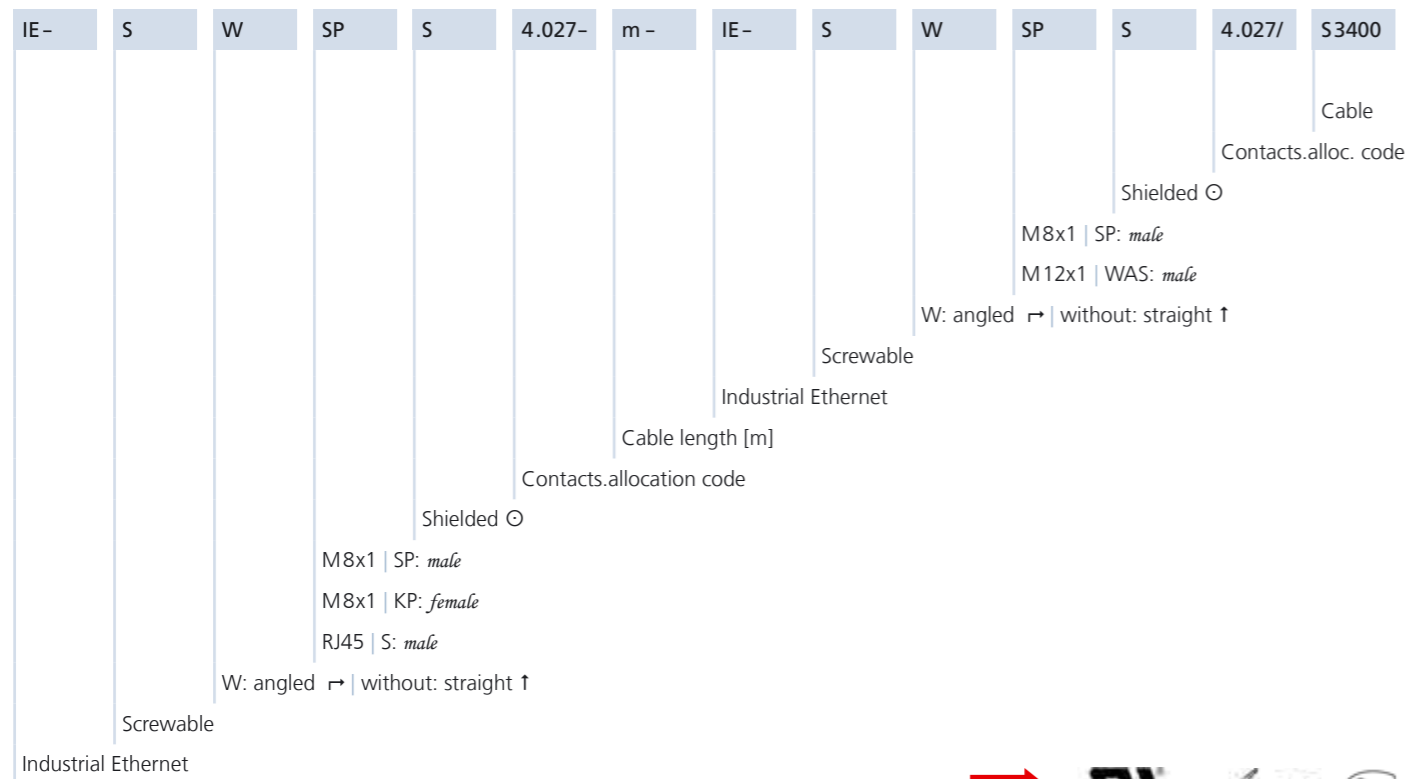 IE– S W SP S 4.027– m – IE– S W SP S 4.027/ S3400
Cable
Contacts.alloc. code
Shielded ⊙
M8x1 | SP: male
M12x1 | WAS: male
W: angled ↱ | without: straight ↑
Screwable
Industrial Ethernet
Cable length [m]
Contacts.allocation code
Shielded ⊙
M8x1 | SP: male
M8x1 | KP: female
RJ45 | S: male
W: angled ↱ | without: straight ↑
Screwable
Industrial Ethernet